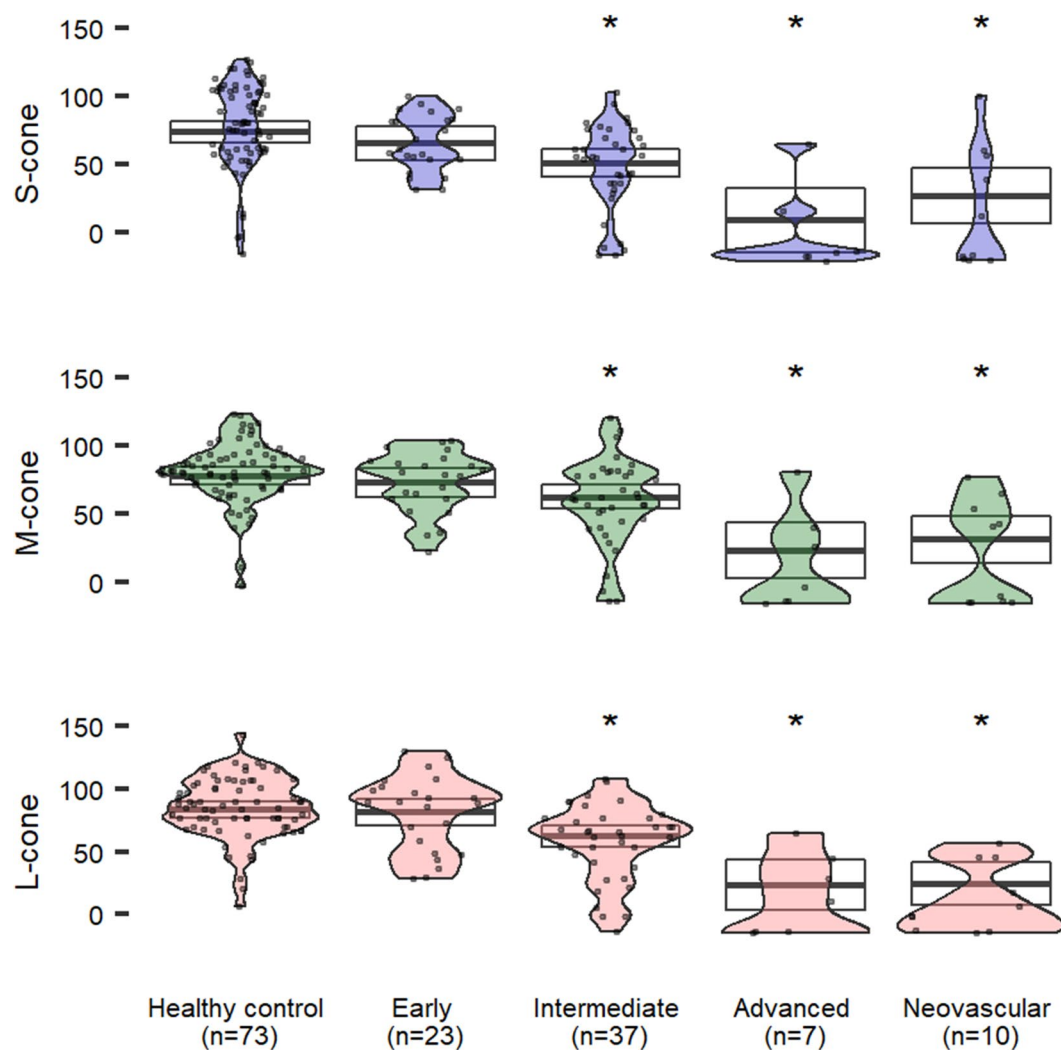 * * *
150
100
50
0
S-cone
* * *
150
100
50
0
M-cone
* * *
150
100
50
0
L-cone
Healthy control Early Intermediate Advanced Neovascular
(n=73) (n=23) (n=37) (n=7) (n=10)